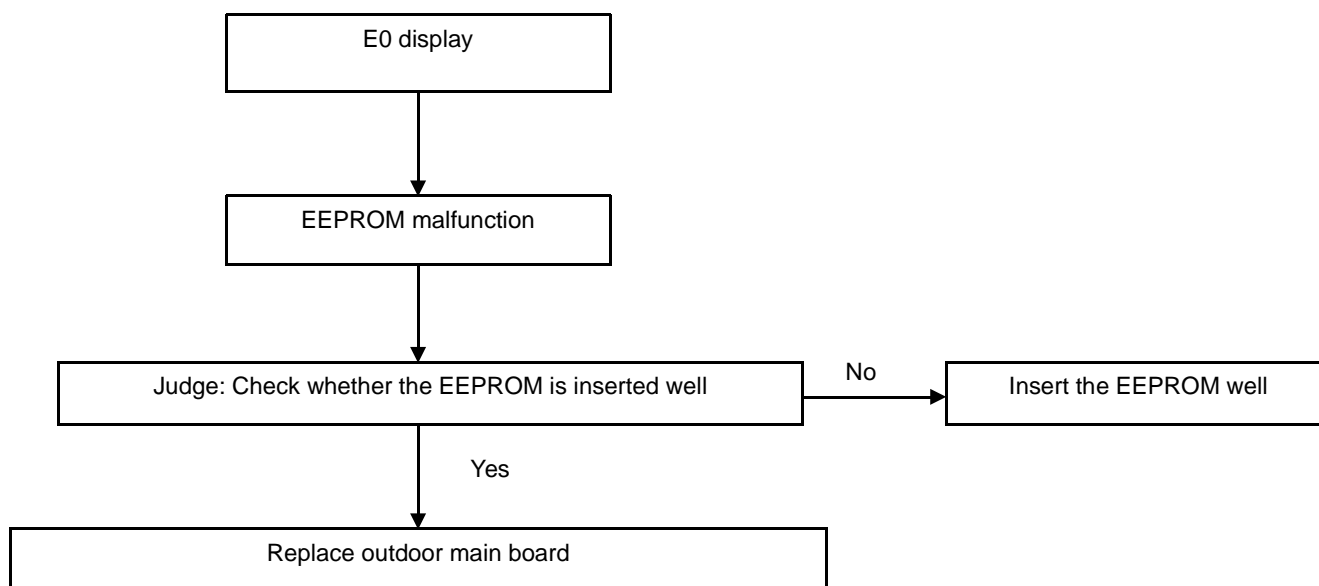 E0 display
EEPROM malfunction
Judge: Check whether the EEPROM is inserted well
No
Insert the EEPROM well
Yes
Replace outdoor main board